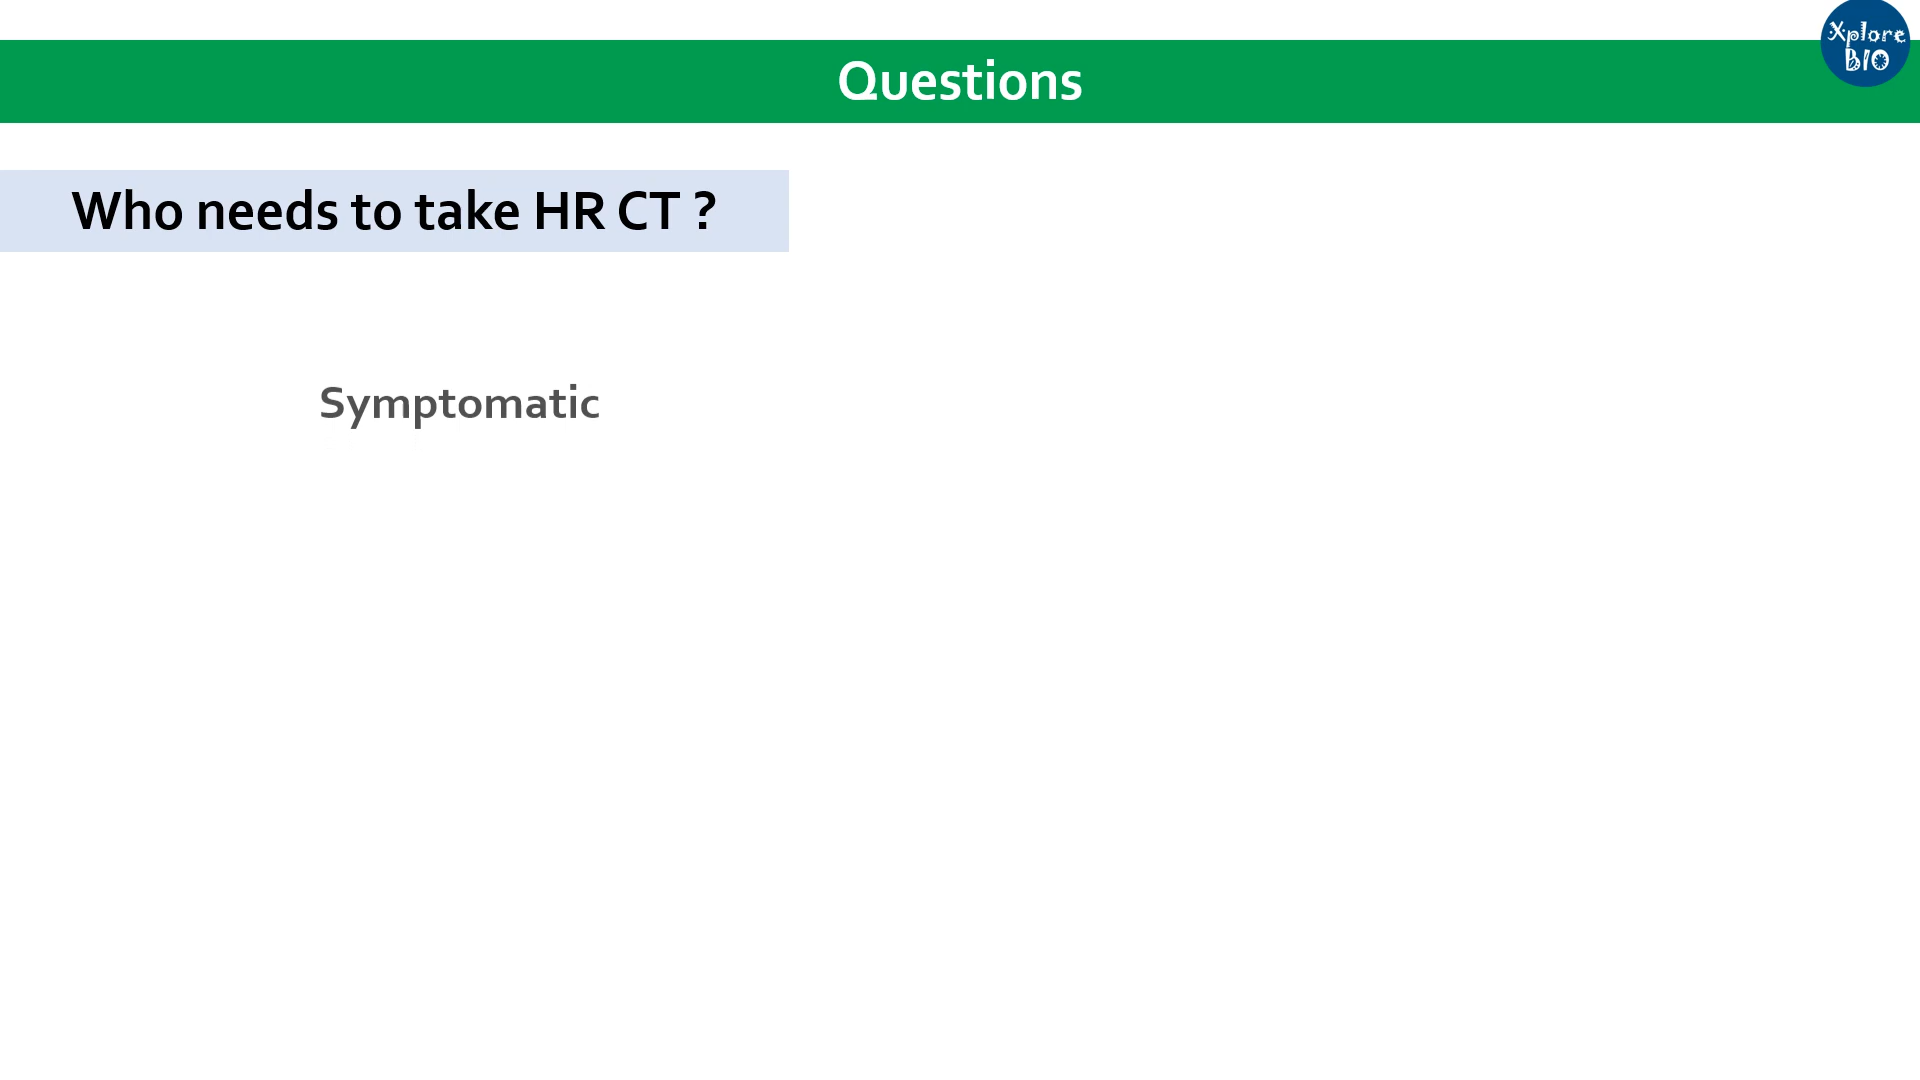 Xplore
BIO
Questions
Who needs to take HR CT ?
Symptomatic